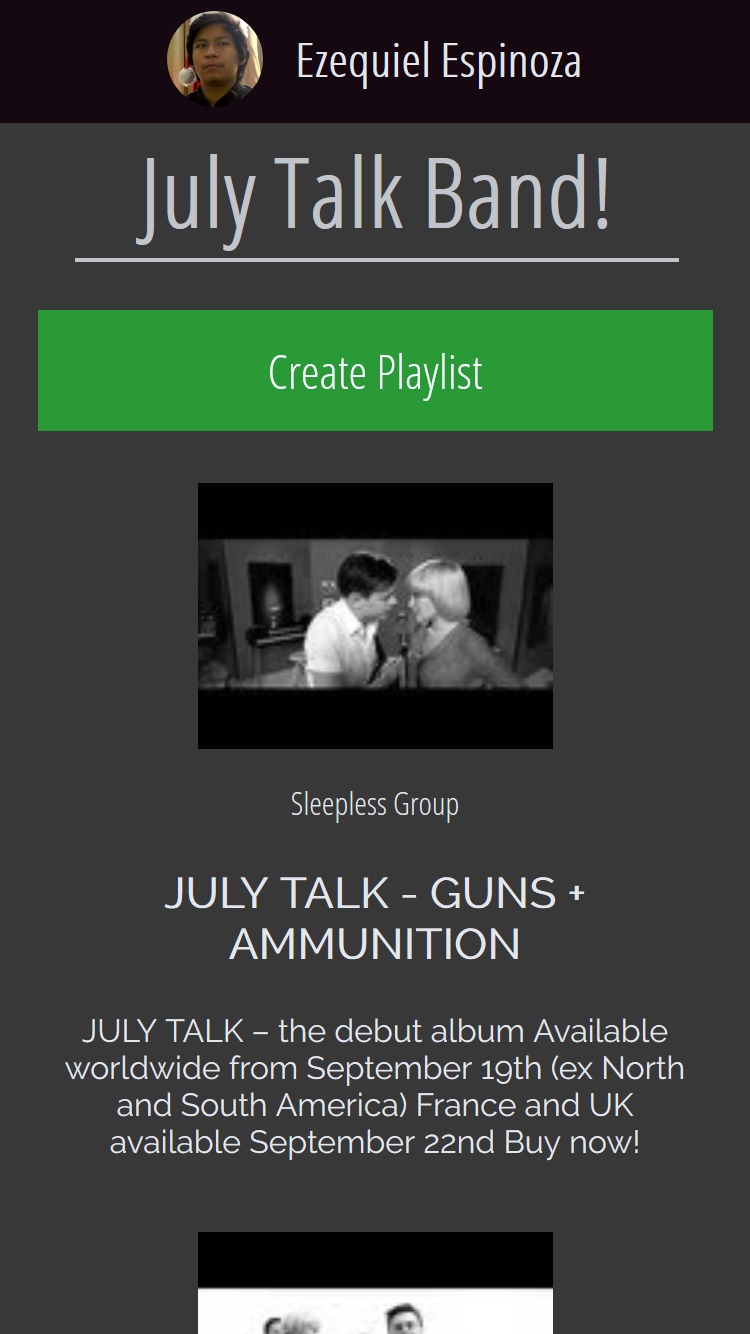 Ezequiel Espinoza
July Talk Band!
Create Playlist
Sleepless Group
JULY TALK - GUNS +
AMMUNITION
JULY TALK – the debut album Available
worldwide from September 19th (ex North
and South America) France and UK
available September 22nd Buy now!